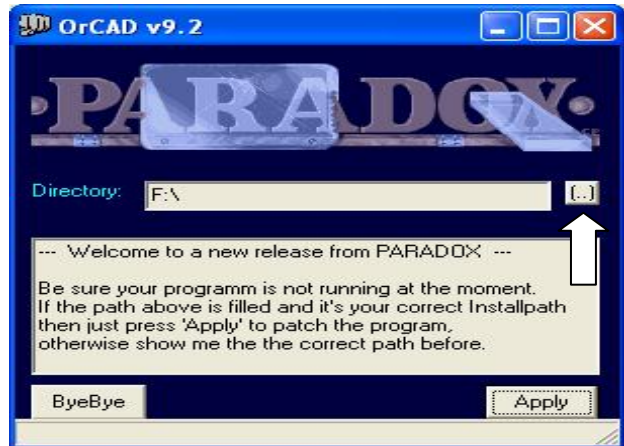 OrCAD v9.2
PARADOX
Directory:
F:\
(..)
--- Welcome to a new release from PARADOX ---
Be sure your programm is not running at the moment.
If the path above is filled and it's your correct Installpath
then just press 'Apply' to patch the program,
otherwise show me the the correct path before.
ByeBye
Apply